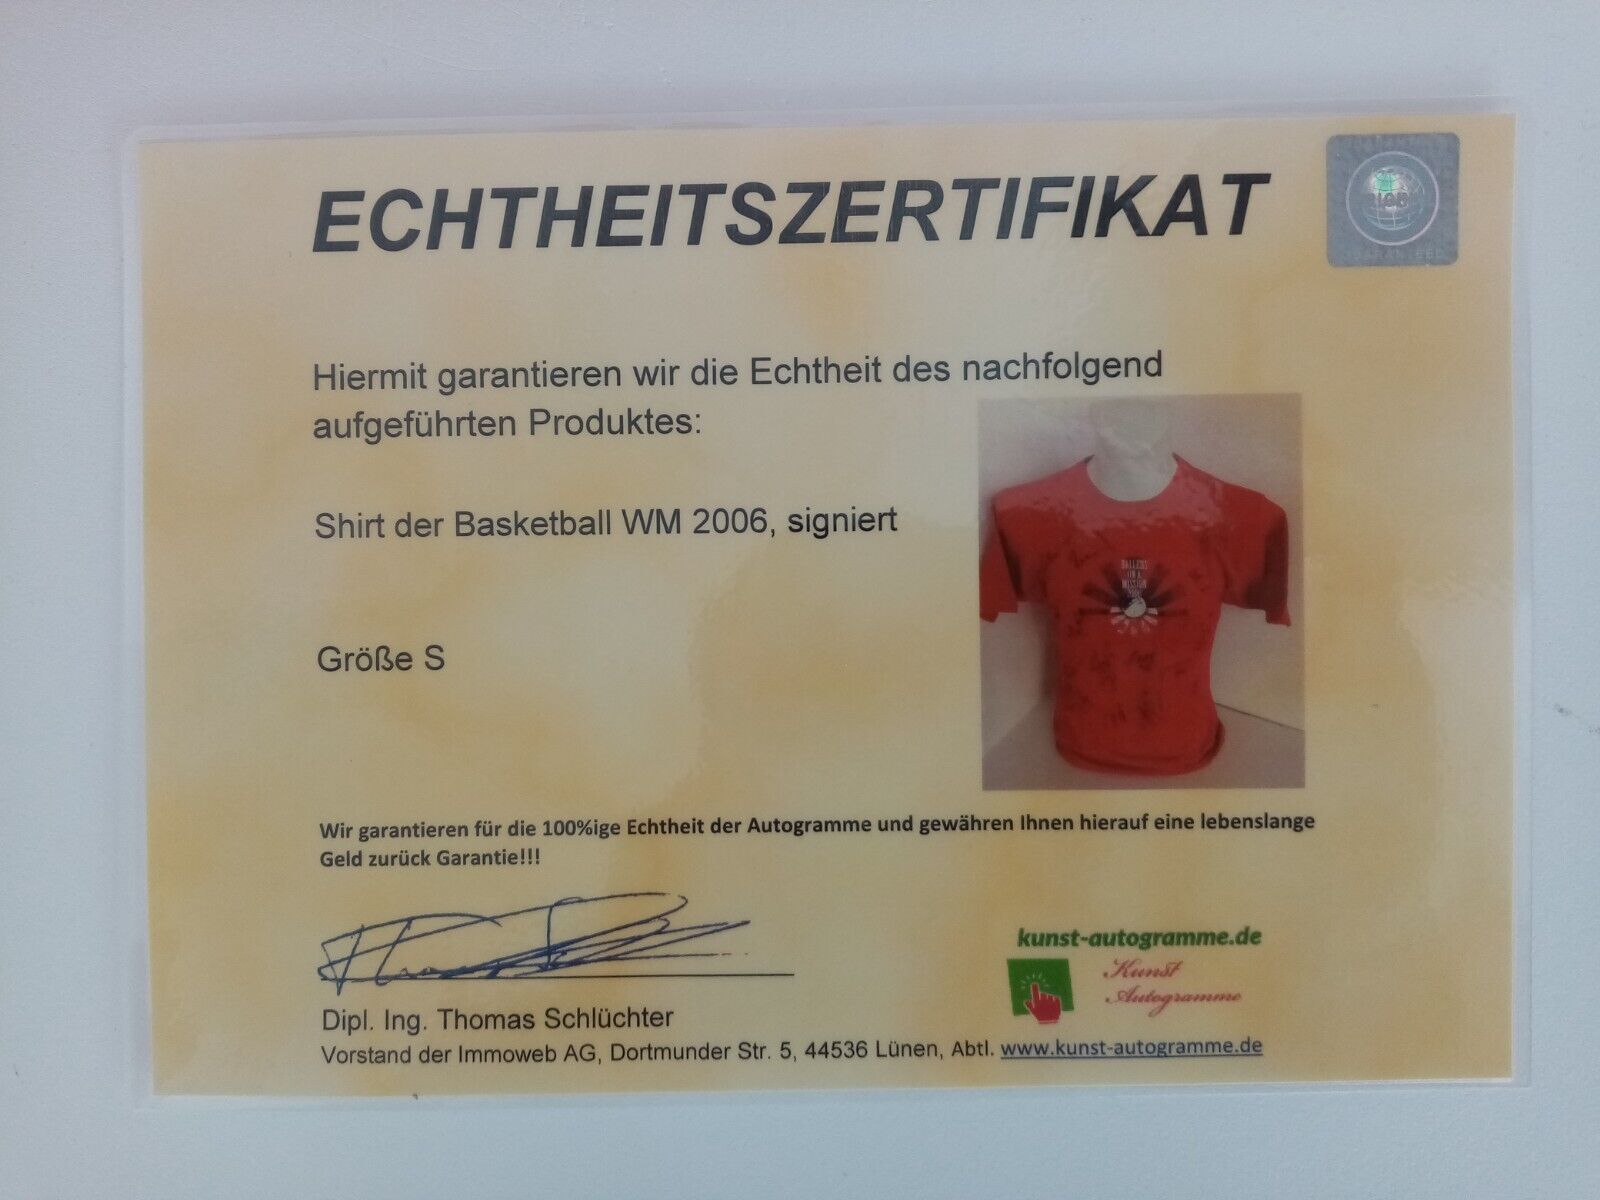 ECHTHEITSZERTIFIKAT
Hiermit garantieren wir die Echtheit des nachfolgend
aufgeführten Produktes:
Shirt der Basketball WM 2006, signiert
Größe S
BALLERS
ON A
MISSION
Wir garantieren für die 100%ige Echtheit der Autogramme und gewähren Ihnen hierauf eine lebenslange
Geld zurück Garantie!!!
kunst-autogramme.de
Kunst
Autogramme
Dipl. Ing. Thomas Schlüchter
Vorstand der Immoweb AG, Dortmunder Str. 5, 44536 Lünen, Abtl. www.kunst-autogramme.de